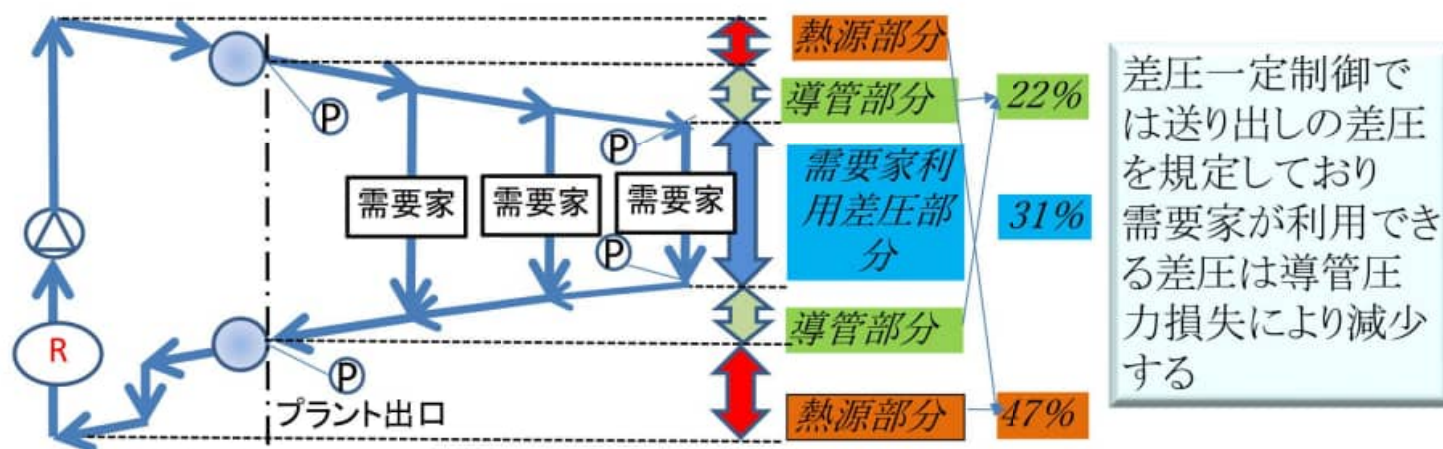 熱源部分
導管部分
22%
需要家利
用差圧部
分
31%
導管部分
熱源部分
47%
P
P
P
P
需要家
需要家
需要家
R
プラント出口
差圧一定制御で
は送り出しの差圧
を規定しており
需要家が利用でき
る差圧は導管圧
力損失により減少
する